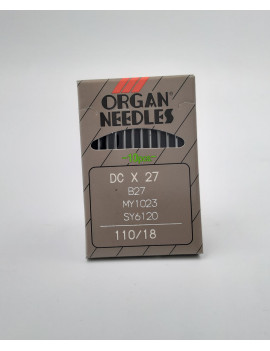 ORGAN
NEEDLES
DC X 27
B27
MY1023
SY6120
110/18